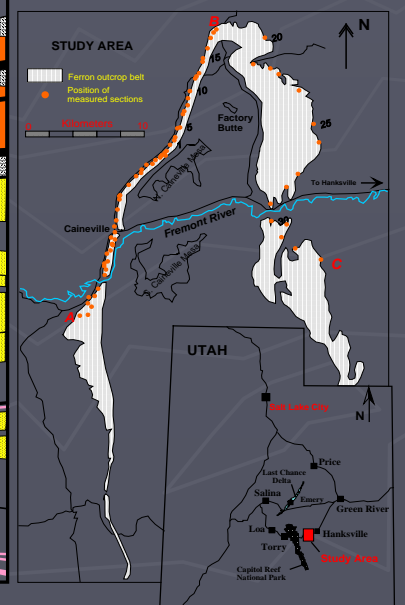 B
N
STUDY AREA
20
15
Ferron outcrop belt
Position of
measured sections
10
Kilometers
25
5
Factory
Butte
To Hanksville
Fremont River
Caineville
Caineville Mesa
C
A
UTAH
N
Salt Lake City
Price
Last Chance
Delta
Salina
Emery
Green River
Loa
Hanksville
Torry
Study Area
Capitol Reef
National Park